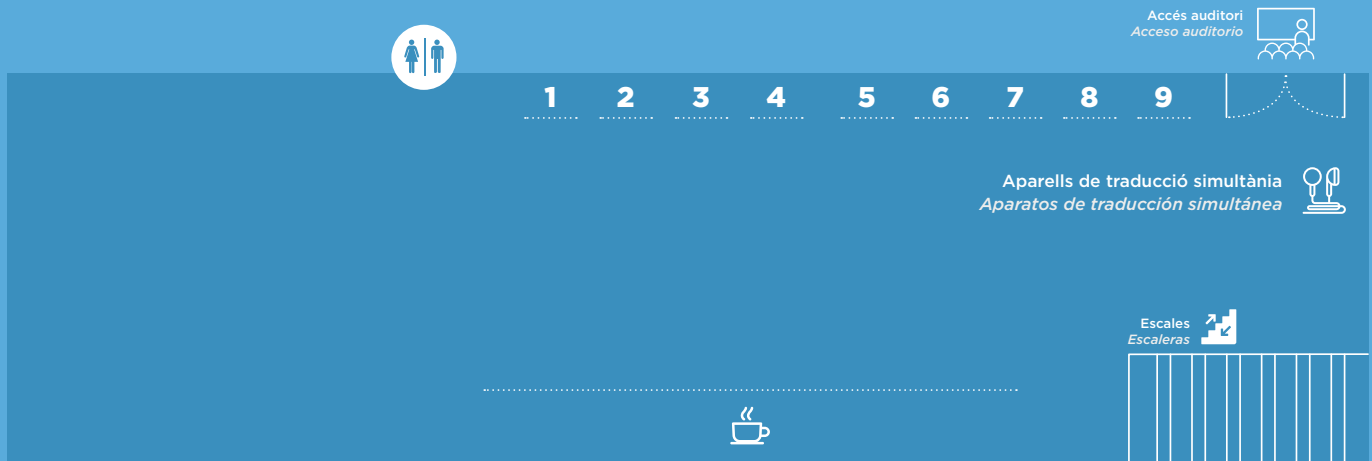 Accés auditori
Acceso auditorio
1 2 3 4 5 6 7 8 9
Aparells de traducció simultània
Aparatos de traducción simultánea
Escales
Escaleras